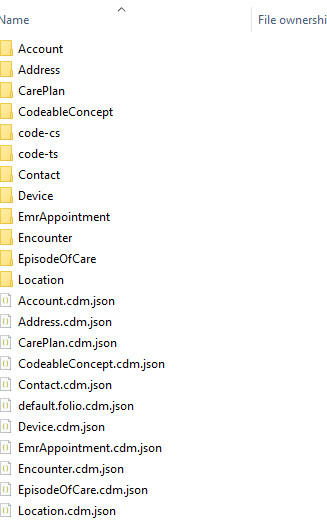 Name File ownershi
Account
Address
CarePlan
CodeableConcept
code-cs
code-ts
Contact
Device
EmrAppointment
Encounter
EpisodeOfCare
Location
Account.cdm.json
Address.cdm.json
CarePlan.cdm.json
CodeableConcept.cdm.json
Contact.cdm.json
default.folio.cdm.json
Device.cdm.json
EmrAppointment.cdm.json
Encounter.cdm.json
EpisodeOfCare.cdm.json
Location.cdm.json